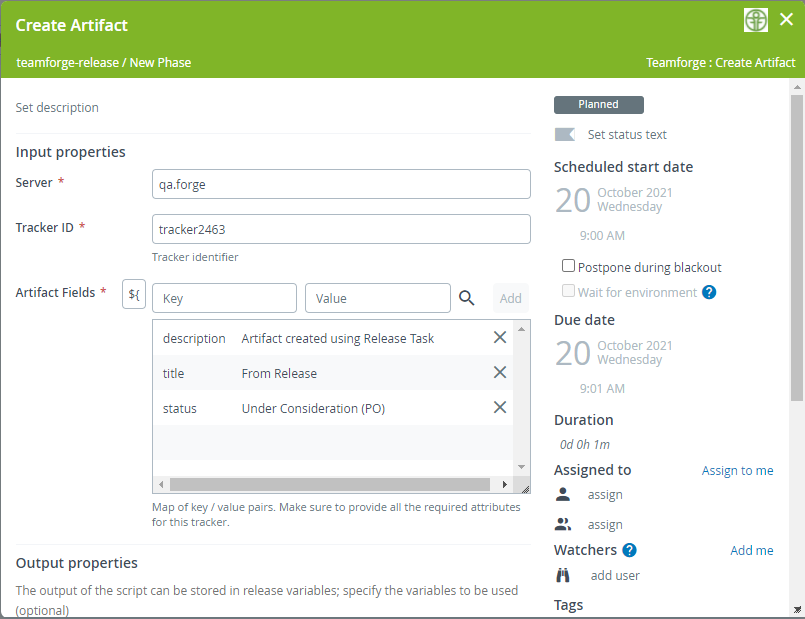 Create Artifact
teamforge-release / New Phase
Teamforge : Create Artifact
Set description
Input properties
Server *
qa.forge
Tracker ID *
tracker2463
Tracker identifier
Artifact Fields *
${
Key
Value
Add
description Artifact created using Release Task
title From Release
status Under Consideration (PO)
Map of key / value pairs. Make sure to provide all the required attributes
for this tracker.
Output properties
The output of the script can be stored in release variables; specify the variables to be used
(optional)
Planned
Set status text
Scheduled start date
20 October 2021
Wednesday
9:00 AM
Postpone during blackout
Wait for environment ?
Due date
20 October 2021
Wednesday
9:01 AM
Duration
0d 0h 1m
Assigned to
Assign to me
assign
assign
Watchers ?
Add me
add user
Tags